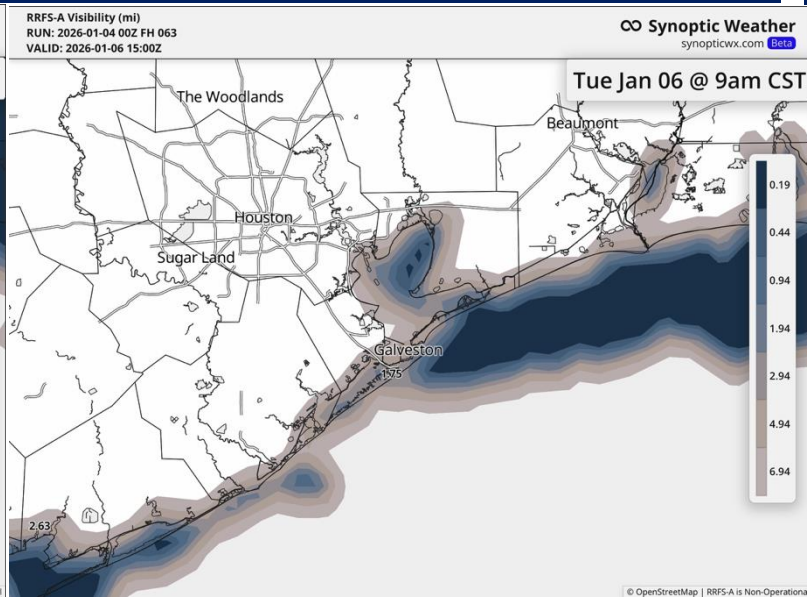 RRFS-A Visibility (mi)
RUN: 2026-01-04 00Z FH 063
VALID: 2026-01-06 15:00Z
Synoptic Weather
synopticwx.com Beta
Tue Jan 06 @ 9am CST
The Woodlands
Beaumont
Houston
Sugar Land
Galveston
1.75
2.63
0.19
0.44
0.94
1.94
2.94
4.94
6.94
© OpenStreetMap | RRFS-A is Non-Operational